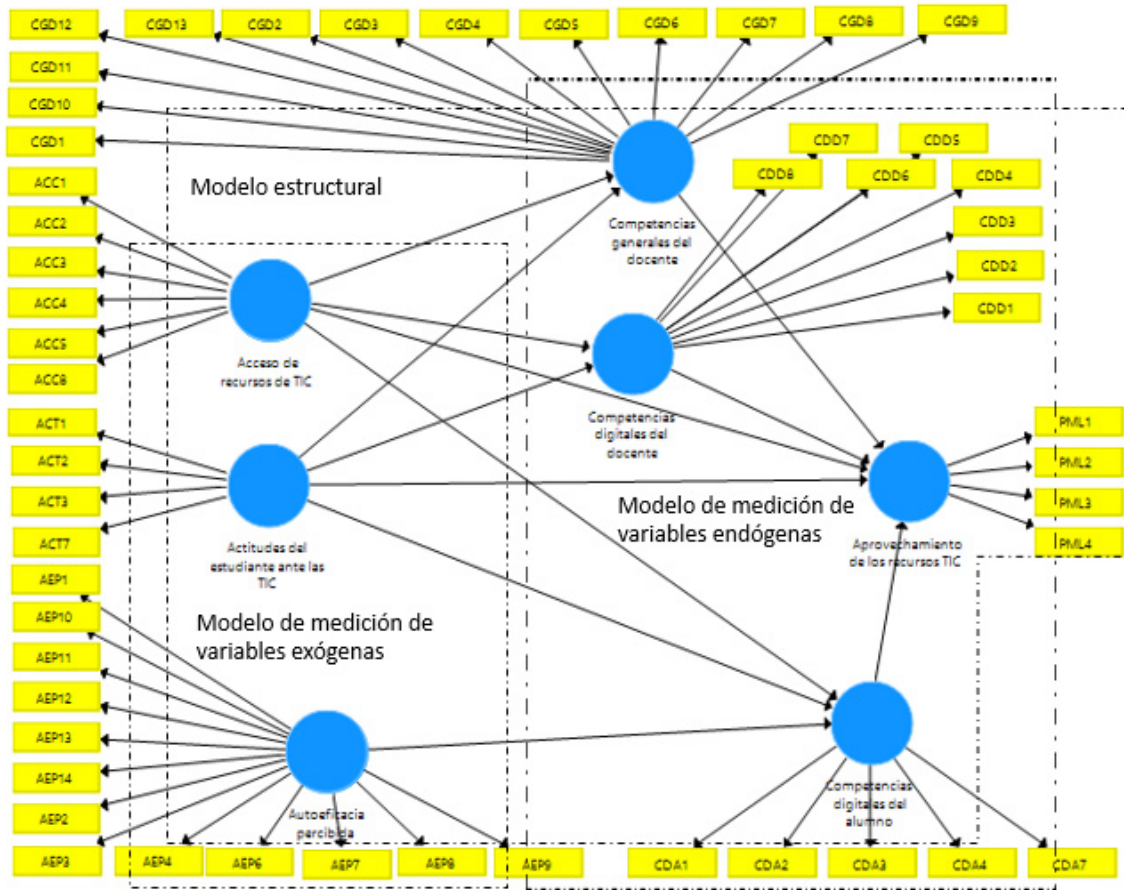 CGD12
CGD13
CGD2
CGD3
CGD4
CGD5
CGD6
CGD7
CGD8
CGD9
CGD11
CGD10
CGD1
ACC1
ACC2
ACC3
ACC4
ACC5
ACC8
ACT1
ACT2
ACT3
ACT7
AEP1
AEP10
AEP11
AEP12
AEP13
AEP14
AEP2
AEP3
AEP4
AEP6
AEP7
AEP8
AEP9
Modelo estructural
Competencias
generales del
docente
CDD7
CDD5
CDD8
CDD6
CDD4
CDD3
CDD2
CDD1
Acceso de
recursos de TIC
Competencias
digitales del
docente
Actitudes del
estudiante ante las
TIC
Modelo de medición de
variables endógenas
Aprovechamiento
de los recursos TIC
PML1
PML2
PML3
PML4
Modelo de medición de
variables exógenas
Autoeficacia
percibida
Competencias
digitales del
alumno
CDA1
CDA2
CDA3
CDA4
CDA7